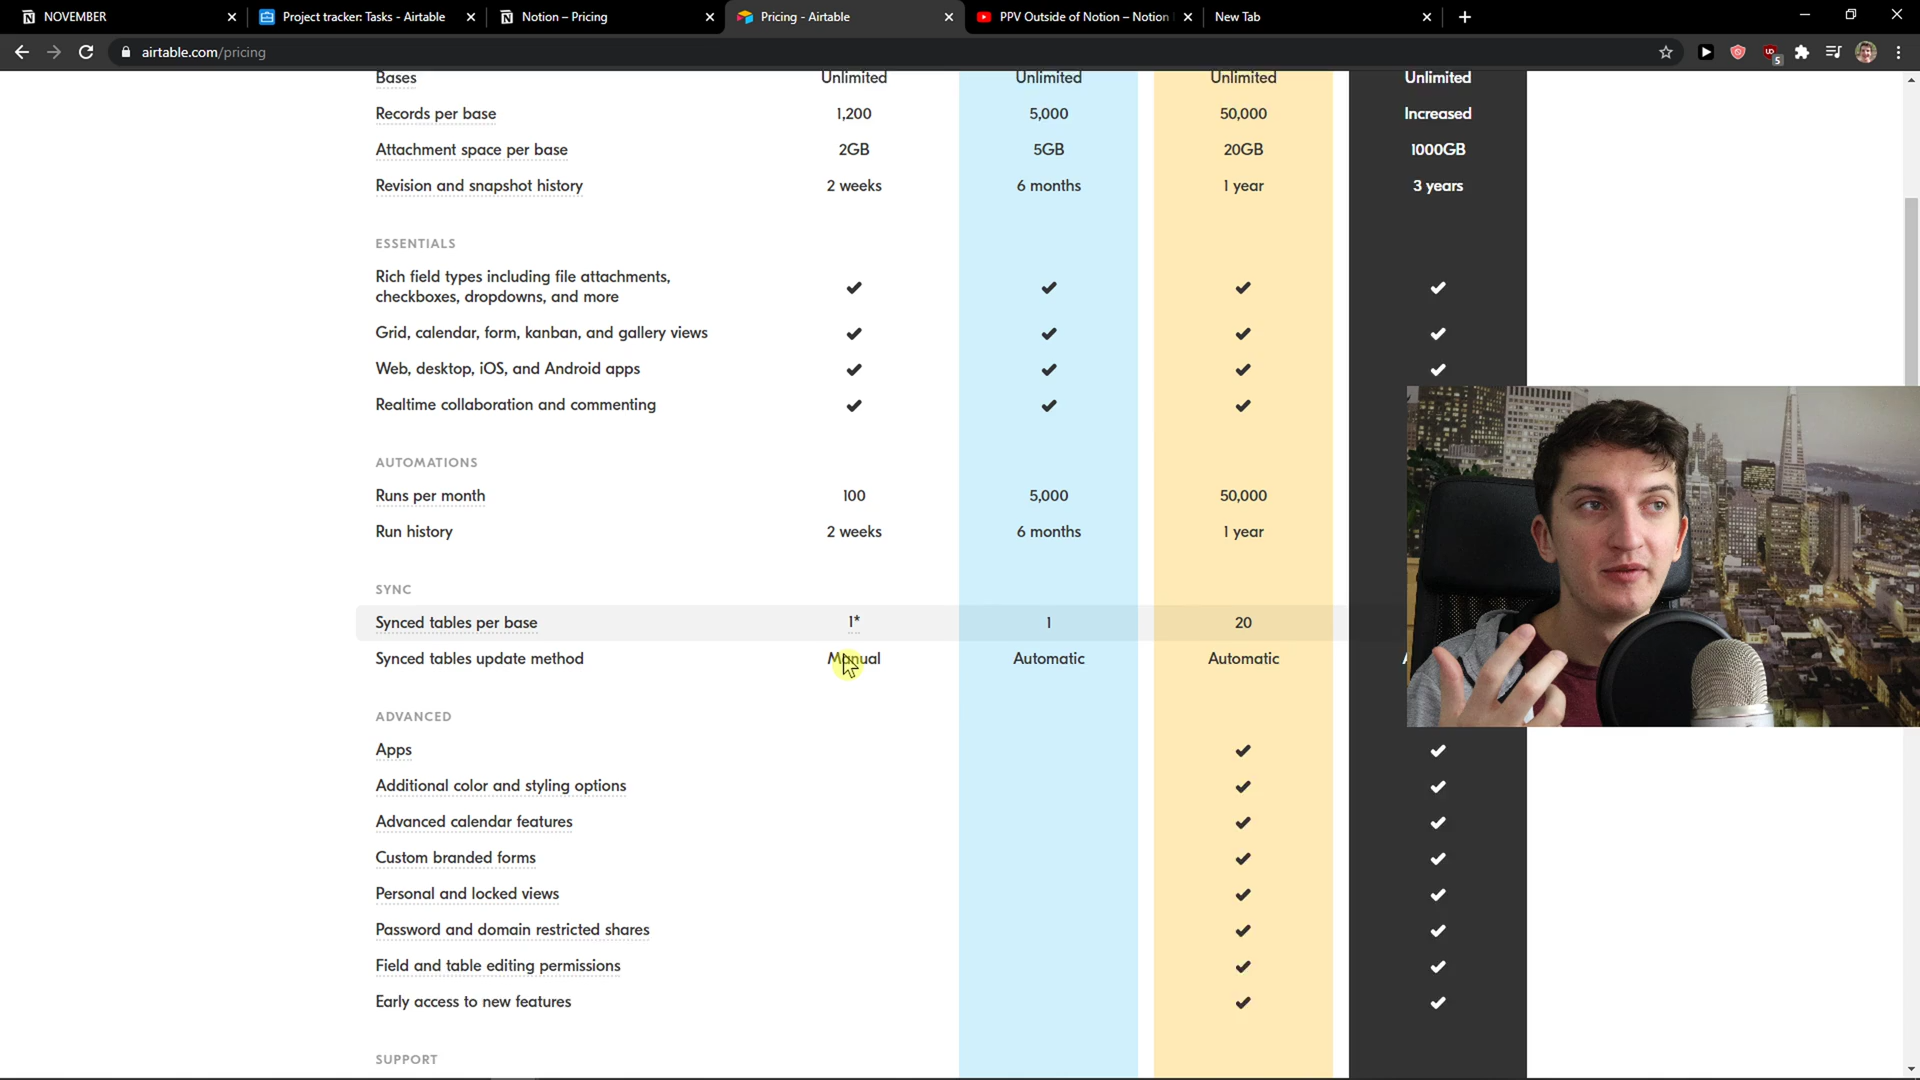 NOVEMBER
Project tracker: Tasks - Airtable
Notion – Pricing
Pricing - Airtable
PPV Outside of Notion – Notion
New Tab
airtable.com/pricing
5
Bases Unlimited Unlimited Unlimited Unlimited
Records per base 1,200 5,000 50,000 Increased
Attachment space per base 2GB 5GB 20GB 1000GB
Revision and snapshot history 2 weeks 6 months 1 year 3 years
ESSENTIALS
Rich field types including file attachments,
checkboxes, dropdowns, and more
Grid, calendar, form, kanban, and gallery views
Web, desktop, iOS, and Android apps
Realtime collaboration and commenting
AUTOMATIONS
Runs per month 100 5,000 50,000
Run history 2 weeks 6 months 1 year
SYNC
Synced tables per base 1* 1 20
Synced tables update method Manual Automatic Automatic
ADVANCED
Apps
Additional color and styling options
Advanced calendar features
Custom branded forms
Personal and locked views
Password and domain restricted shares
Field and table editing permissions
Early access to new features
SUPPORT